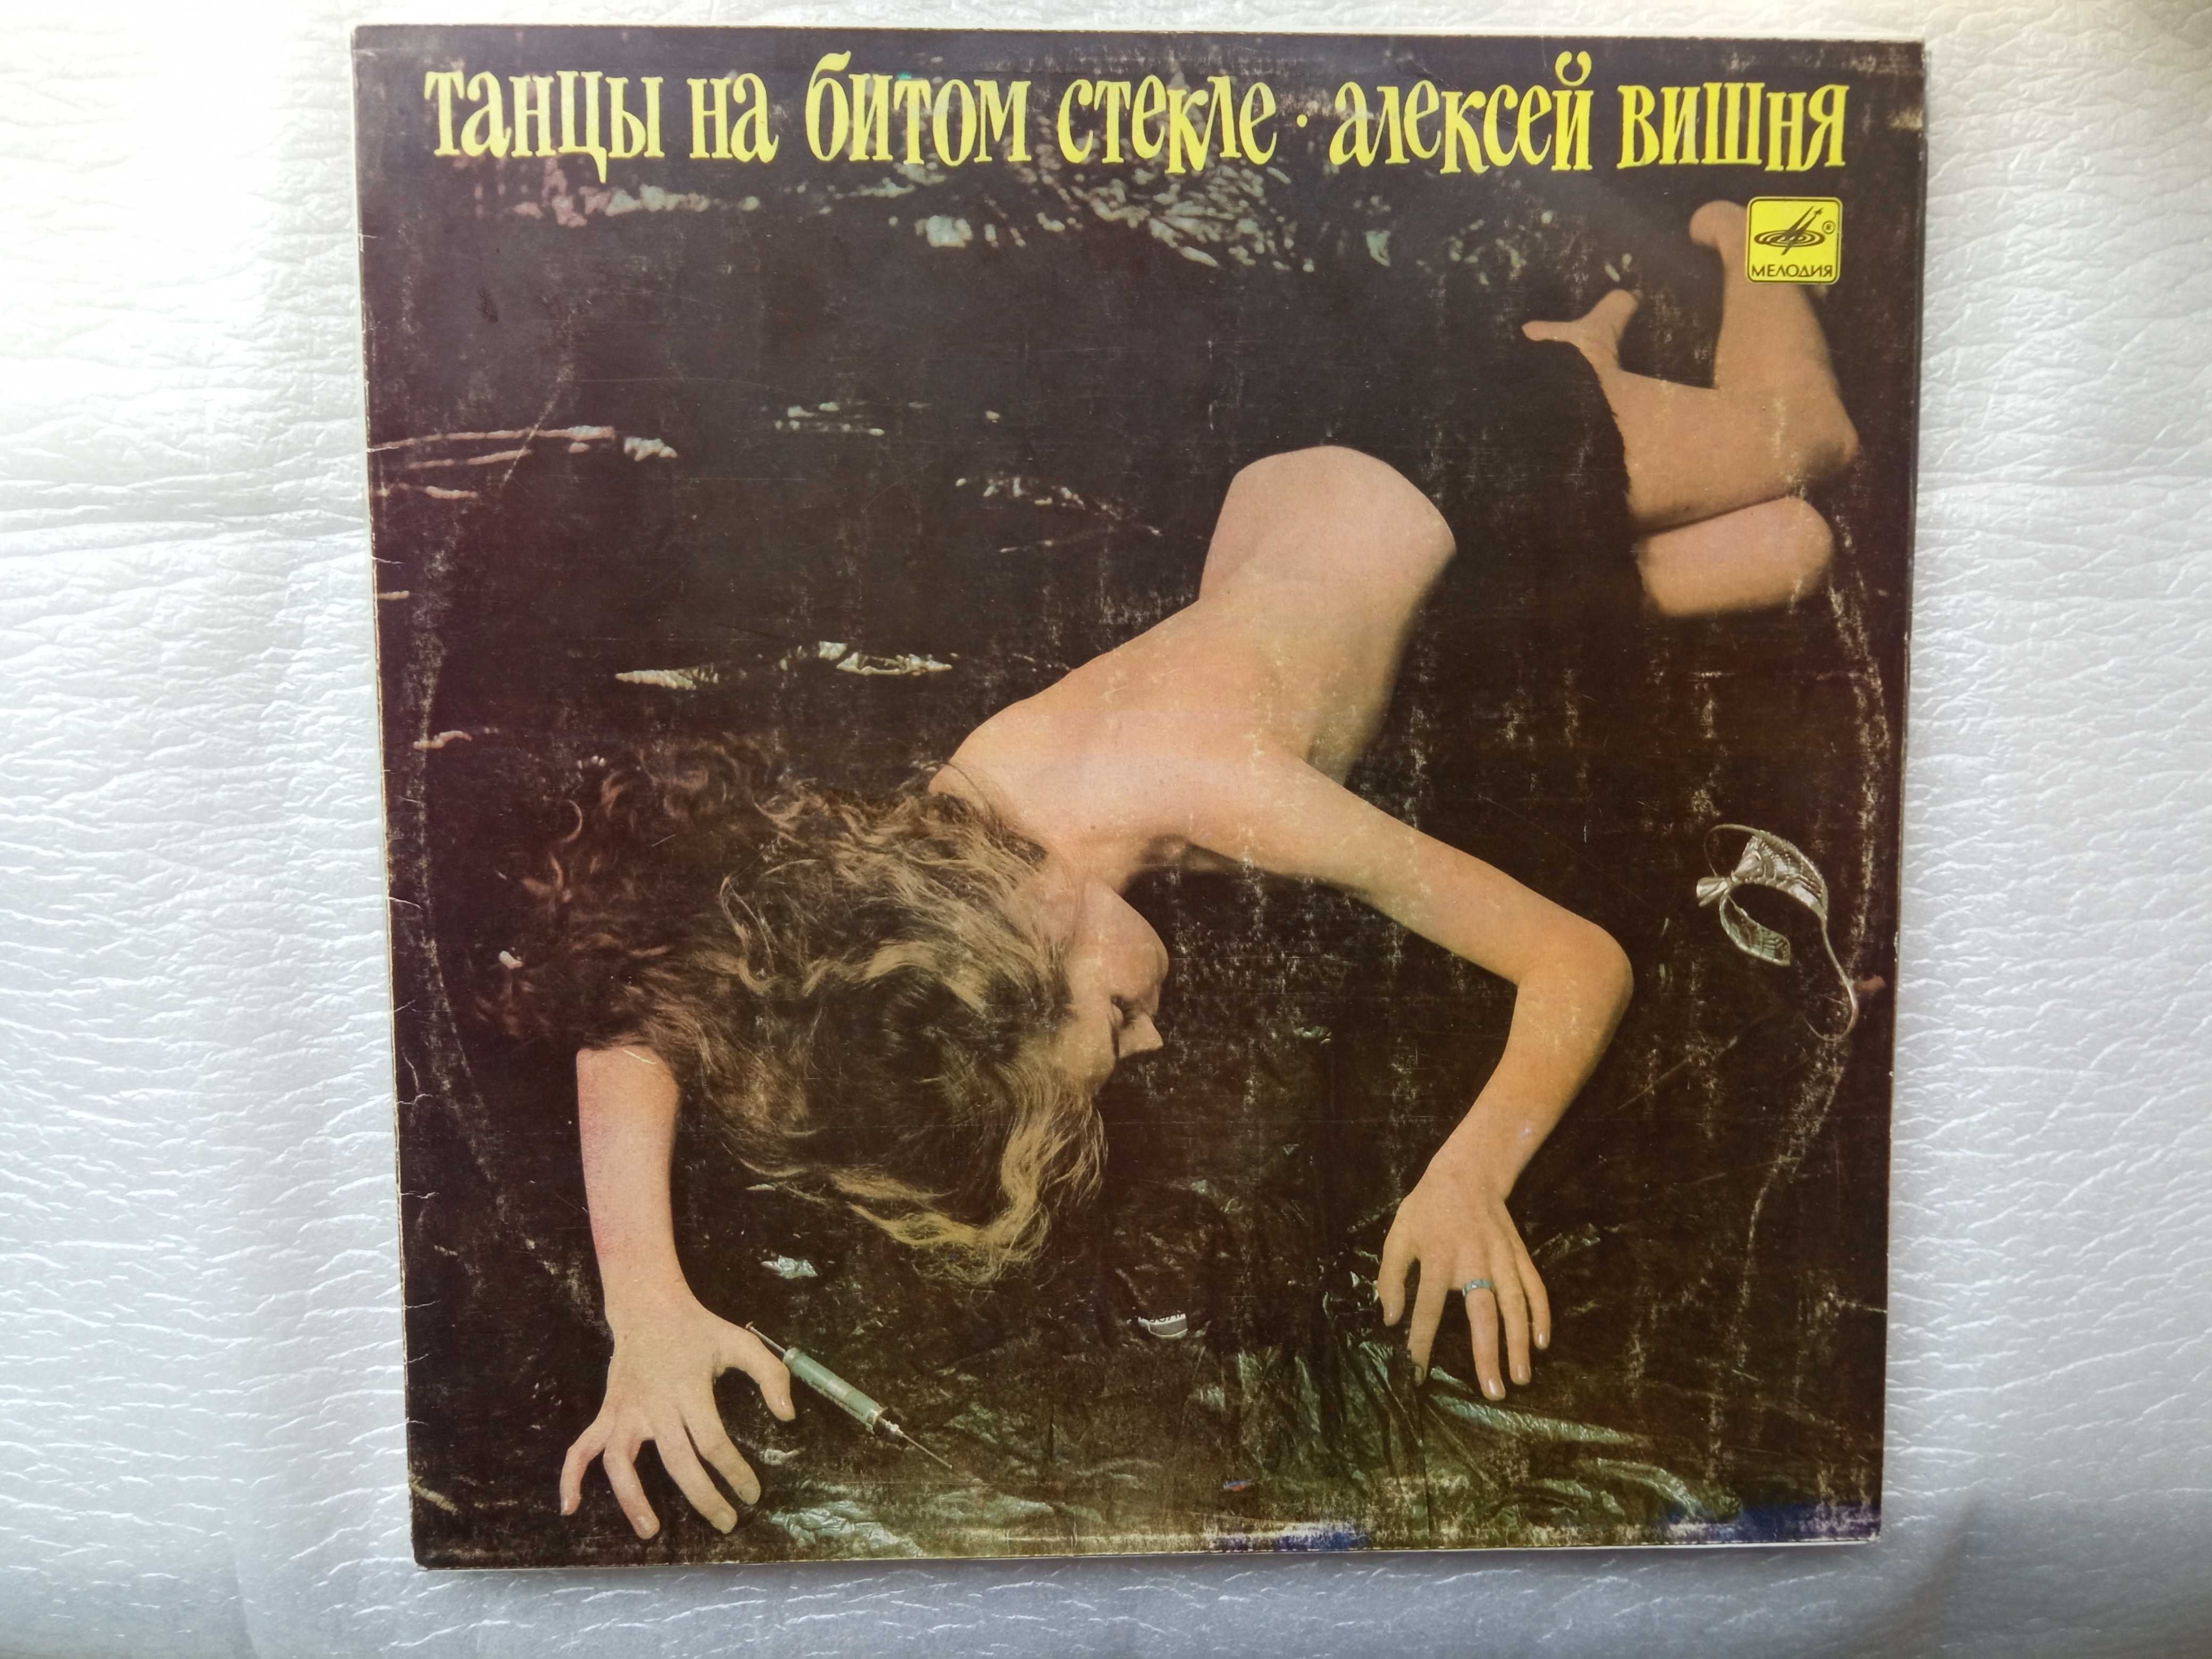 танцы на битом стекле · алексей вишня
МЕЛОДИЯ